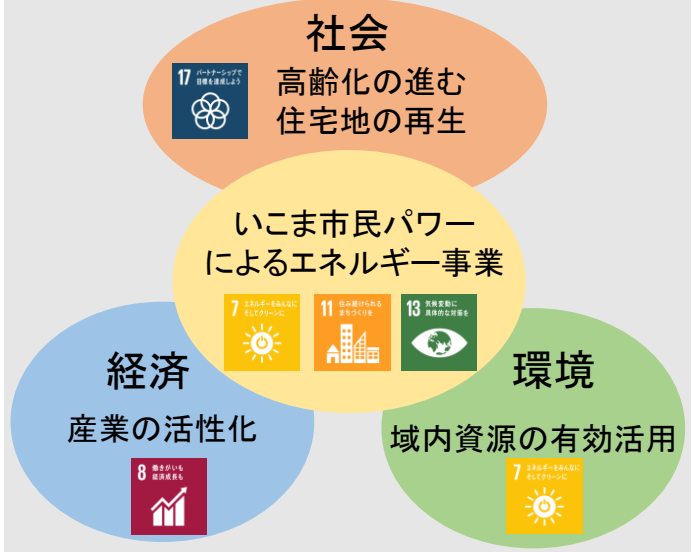 社会
高齢化の進む
住宅地の再生
17 パートナーシップで
目標を達成しよう
いこま市民パワー
によるエネルギー事業
7 エネルギーをみんなに
そしてクリーンに
11 住み続けられる
まちづくりを
13 気候変動に
具体的な対策を
経済
産業の活性化
8 働きがいも
経済成長も
環境
域内資源の有効活用
7 エネルギーをみんなに
そしてクリーンに